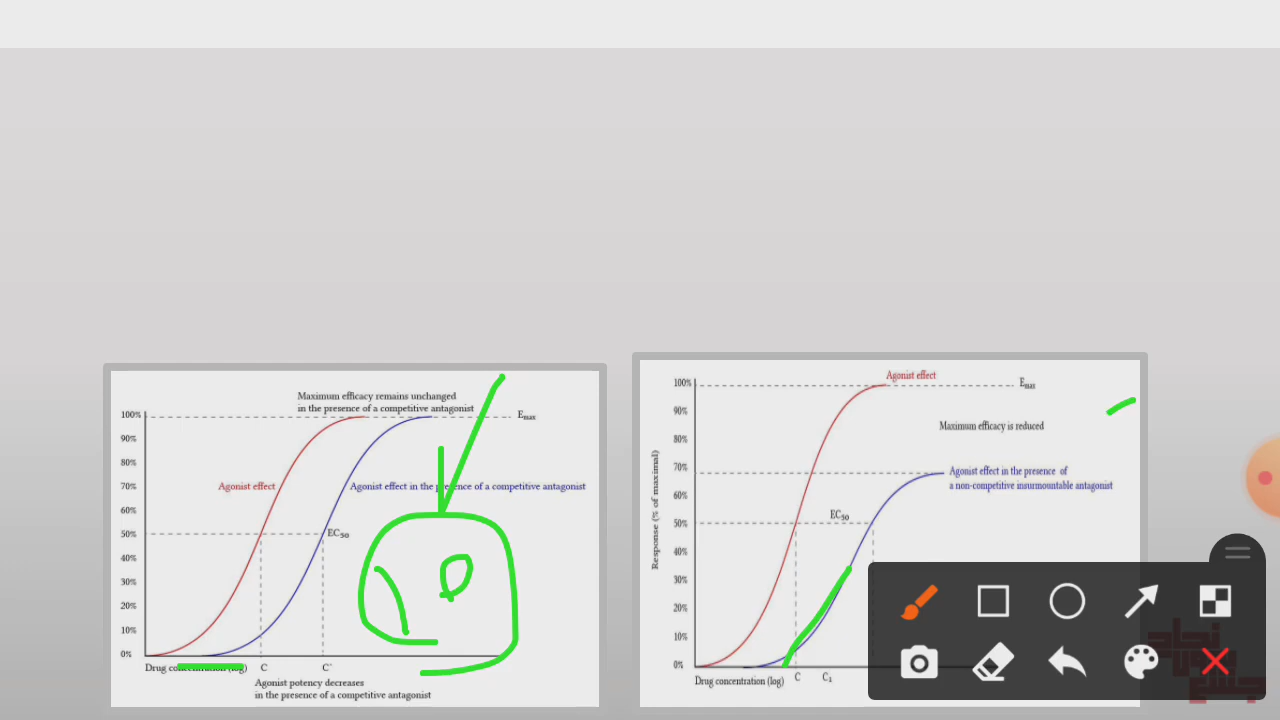 Maximum efficacy remains unchanged
in the presence of a competitive antagonist
100%
Emax
90%
80%
70%
Agonist effect
Agonist effect in the presence of a competitive antagonist
60%
50%
EC50
40%
30%
20%
10%
0%
Drug concentration (log)
C
C'
Agonist potency decreases
in the presence of a competitive antagonist
Agonist effect
100%
Emax
90%
Maximum efficacy is reduced
80%
70%
Agonist effect in the presence of
a non-competitive insurmountable antagonist
60%
EC50
50%
Response (% of maximal)
40%
30%
20%
10%
0%
Drug concentration (log)
C